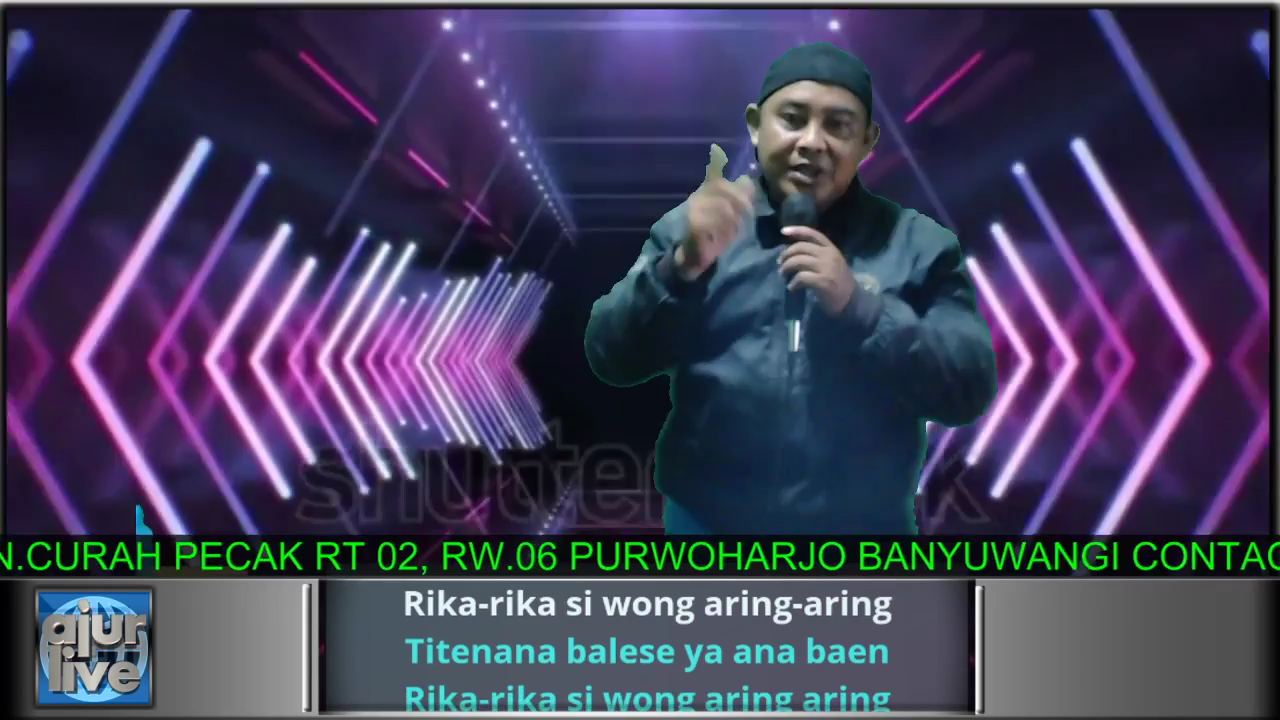 shutterstock
N.CURAH PECAK RT 02, RW.06 PURWOHARJO BANYUWANGI CONTAC
ajur
live
Rika-rika si wong aring-aring
Titenana balese ya ana baen
Rika-rika si wong aring aring